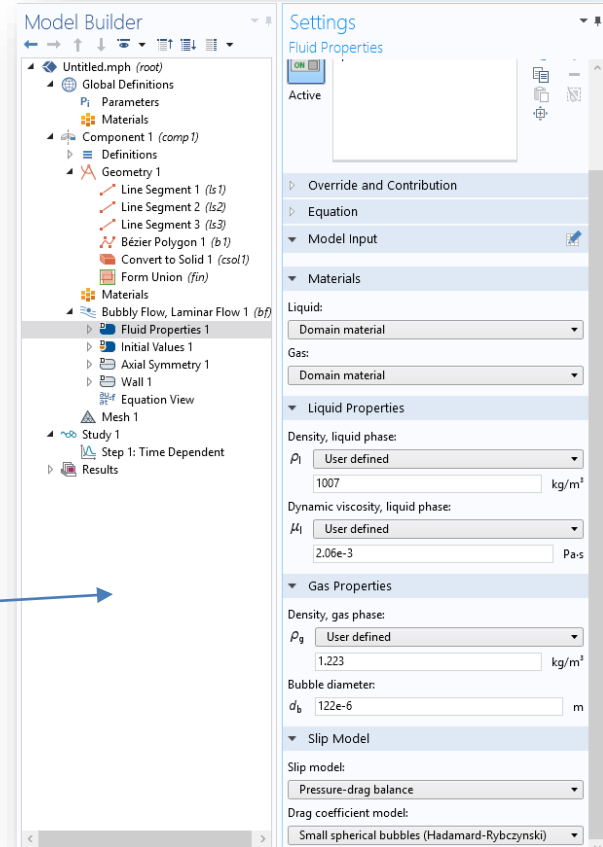 Model Builder
Untitled.mph (root)
Global Definitions
Pi Parameters
Materials
Component 1 (comp1)
Definitions
Geometry 1
Line Segment 1 (ls1)
Line Segment 2 (ls2)
Line Segment 3 (ls3)
Bézier Polygon 1 (b1)
Convert to Solid 1 (csol1)
Form Union (fin)
Materials
Bubbly Flow, Laminar Flow 1 (bf)
Fluid Properties 1
Initial Values 1
Axial Symmetry 1
Wall 1
Equation View
Mesh 1
Study 1
Step 1: Time Dependent
Results
Settings
Fluid Properties
ON
Active
Override and Contribution
Equation
Model Input
Materials
Liquid:
Domain material
Gas:
Domain material
Liquid Properties
Density, liquid phase:
ρl User defined
1007 kg/m³
Dynamic viscosity, liquid phase:
μl User defined
2.06e-3 Pa·s
Gas Properties
Density, gas phase:
ρg User defined
1.223 kg/m³
Bubble diameter:
db 122e-6 m
Slip Model
Slip model:
Pressure-drag balance
Drag coefficient model:
Small spherical bubbles (Hadamard-Rybczynski)